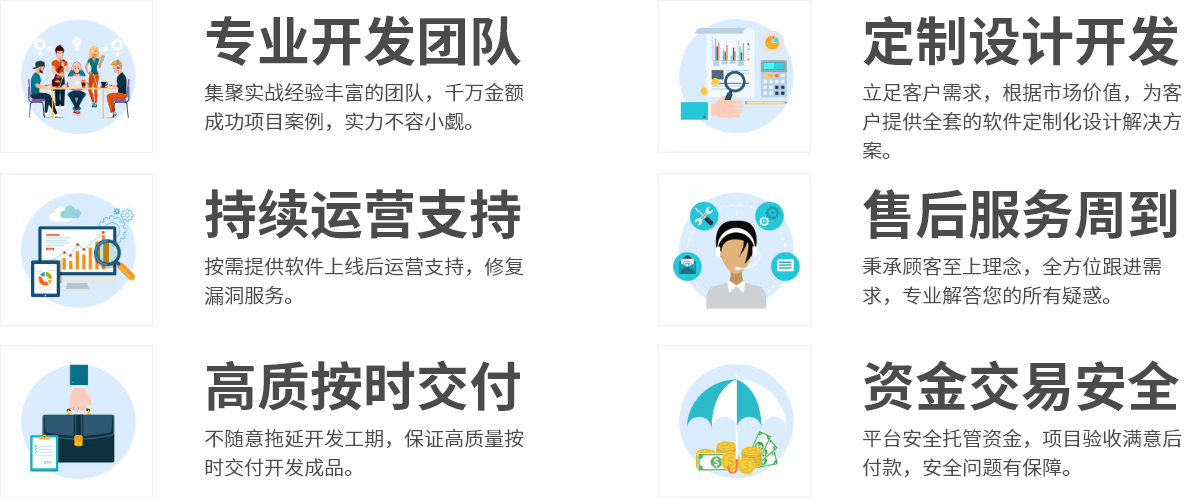 专业开发团队
集聚实战经验丰富的团队，千万金额
成功项目案例，实力不容小觑。
定制设计开发
立足客户需求，根据市场价值，为客
户提供全套的软件定制化设计解决方
案。
持续运营支持
按需提供软件上线后运营支持，修复
漏洞服务。
售后服务周到
秉承顾客至上理念，全方位跟进需
求，专业解答您的所有疑惑。
高质按时交付
不随意拖延开发工期，保证高质量按
时交付开发成品。
资金交易安全
平台安全托管资金，项目验收满意后
付款，安全问题有保障。